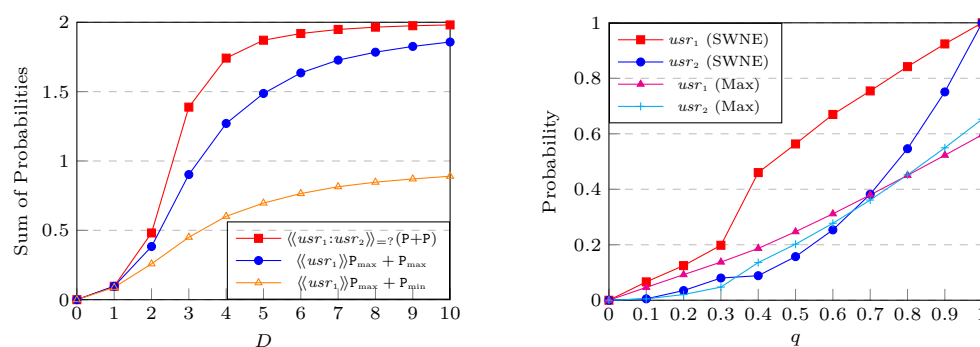 2
1.5
1
0.5
0
0 1 2 3 4 5 6 7 8 9 10
D
Sum of Probabilities
⟨⟨usr₁:usr₂⟩⟩=?(P+P)
⟨⟨usr₁⟩⟩Pmax + Pmax
⟨⟨usr₁⟩⟩Pmax + Pmin
1
0.8
0.6
0.4
0.2
0
0 0.1 0.2 0.3 0.4 0.5 0.6 0.7 0.8 0.9 1
q
Probability
usr₁ (SWNE)
usr₂ (SWNE)
usr₁ (Max)
usr₂ (Max)